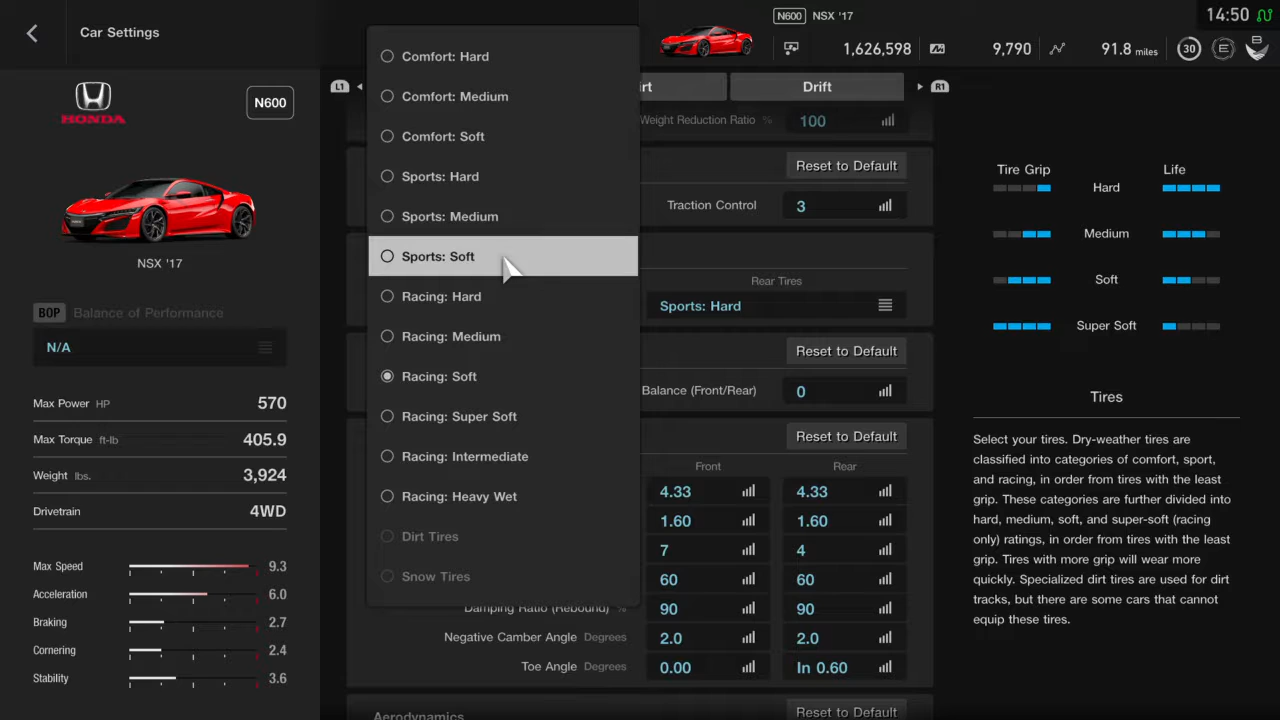 Car Settings
N600 NSX '17
14:50
1,626,598
9,790
91.8 miles
30
E
B
HONDA
N600
NSX '17
BOP Balance of Performance
N/A
Max Power HP 570
Max Torque ft-lb 405.9
Weight lbs. 3,924
Drivetrain 4WD
Max Speed 9.3
Acceleration 6.0
Braking 2.7
Cornering 2.4
Stability 3.6
Comfort: Hard
Comfort: Medium
Comfort: Soft
Sports: Hard
Sports: Medium
Sports: Soft
Racing: Hard
Racing: Medium
Racing: Soft
Racing: Super Soft
Racing: Intermediate
Racing: Heavy Wet
Dirt Tires
Snow Tires
L1
rt
Drift
R1
Weight Reduction Ratio % 100
Reset to Default
Traction Control 3
Rear Tires
Sports: Hard
Reset to Default
Balance (Front/Rear) 0
Reset to Default
Front Rear
4.33 4.33
1.60 1.60
7 4
60 60
Damping Ratio (Rebound) % 90 90
Negative Camber Angle Degrees 2.0 2.0
Toe Angle Degrees 0.00 In 0.60
Aerodynamics
Reset to Default
Tire Grip Life
Hard
Medium
Soft
Super Soft
Tires
Select your tires. Dry-weather tires are
classified into categories of comfort, sport,
and racing, in order from tires with the least
grip. These categories are further divided into
hard, medium, soft, and super-soft (racing
only) ratings, in order from tires with the least
grip. Tires with more grip will wear more
quickly. Specialized dirt tires are used for dirt
tracks, but there are some cars that cannot
equip these tires.